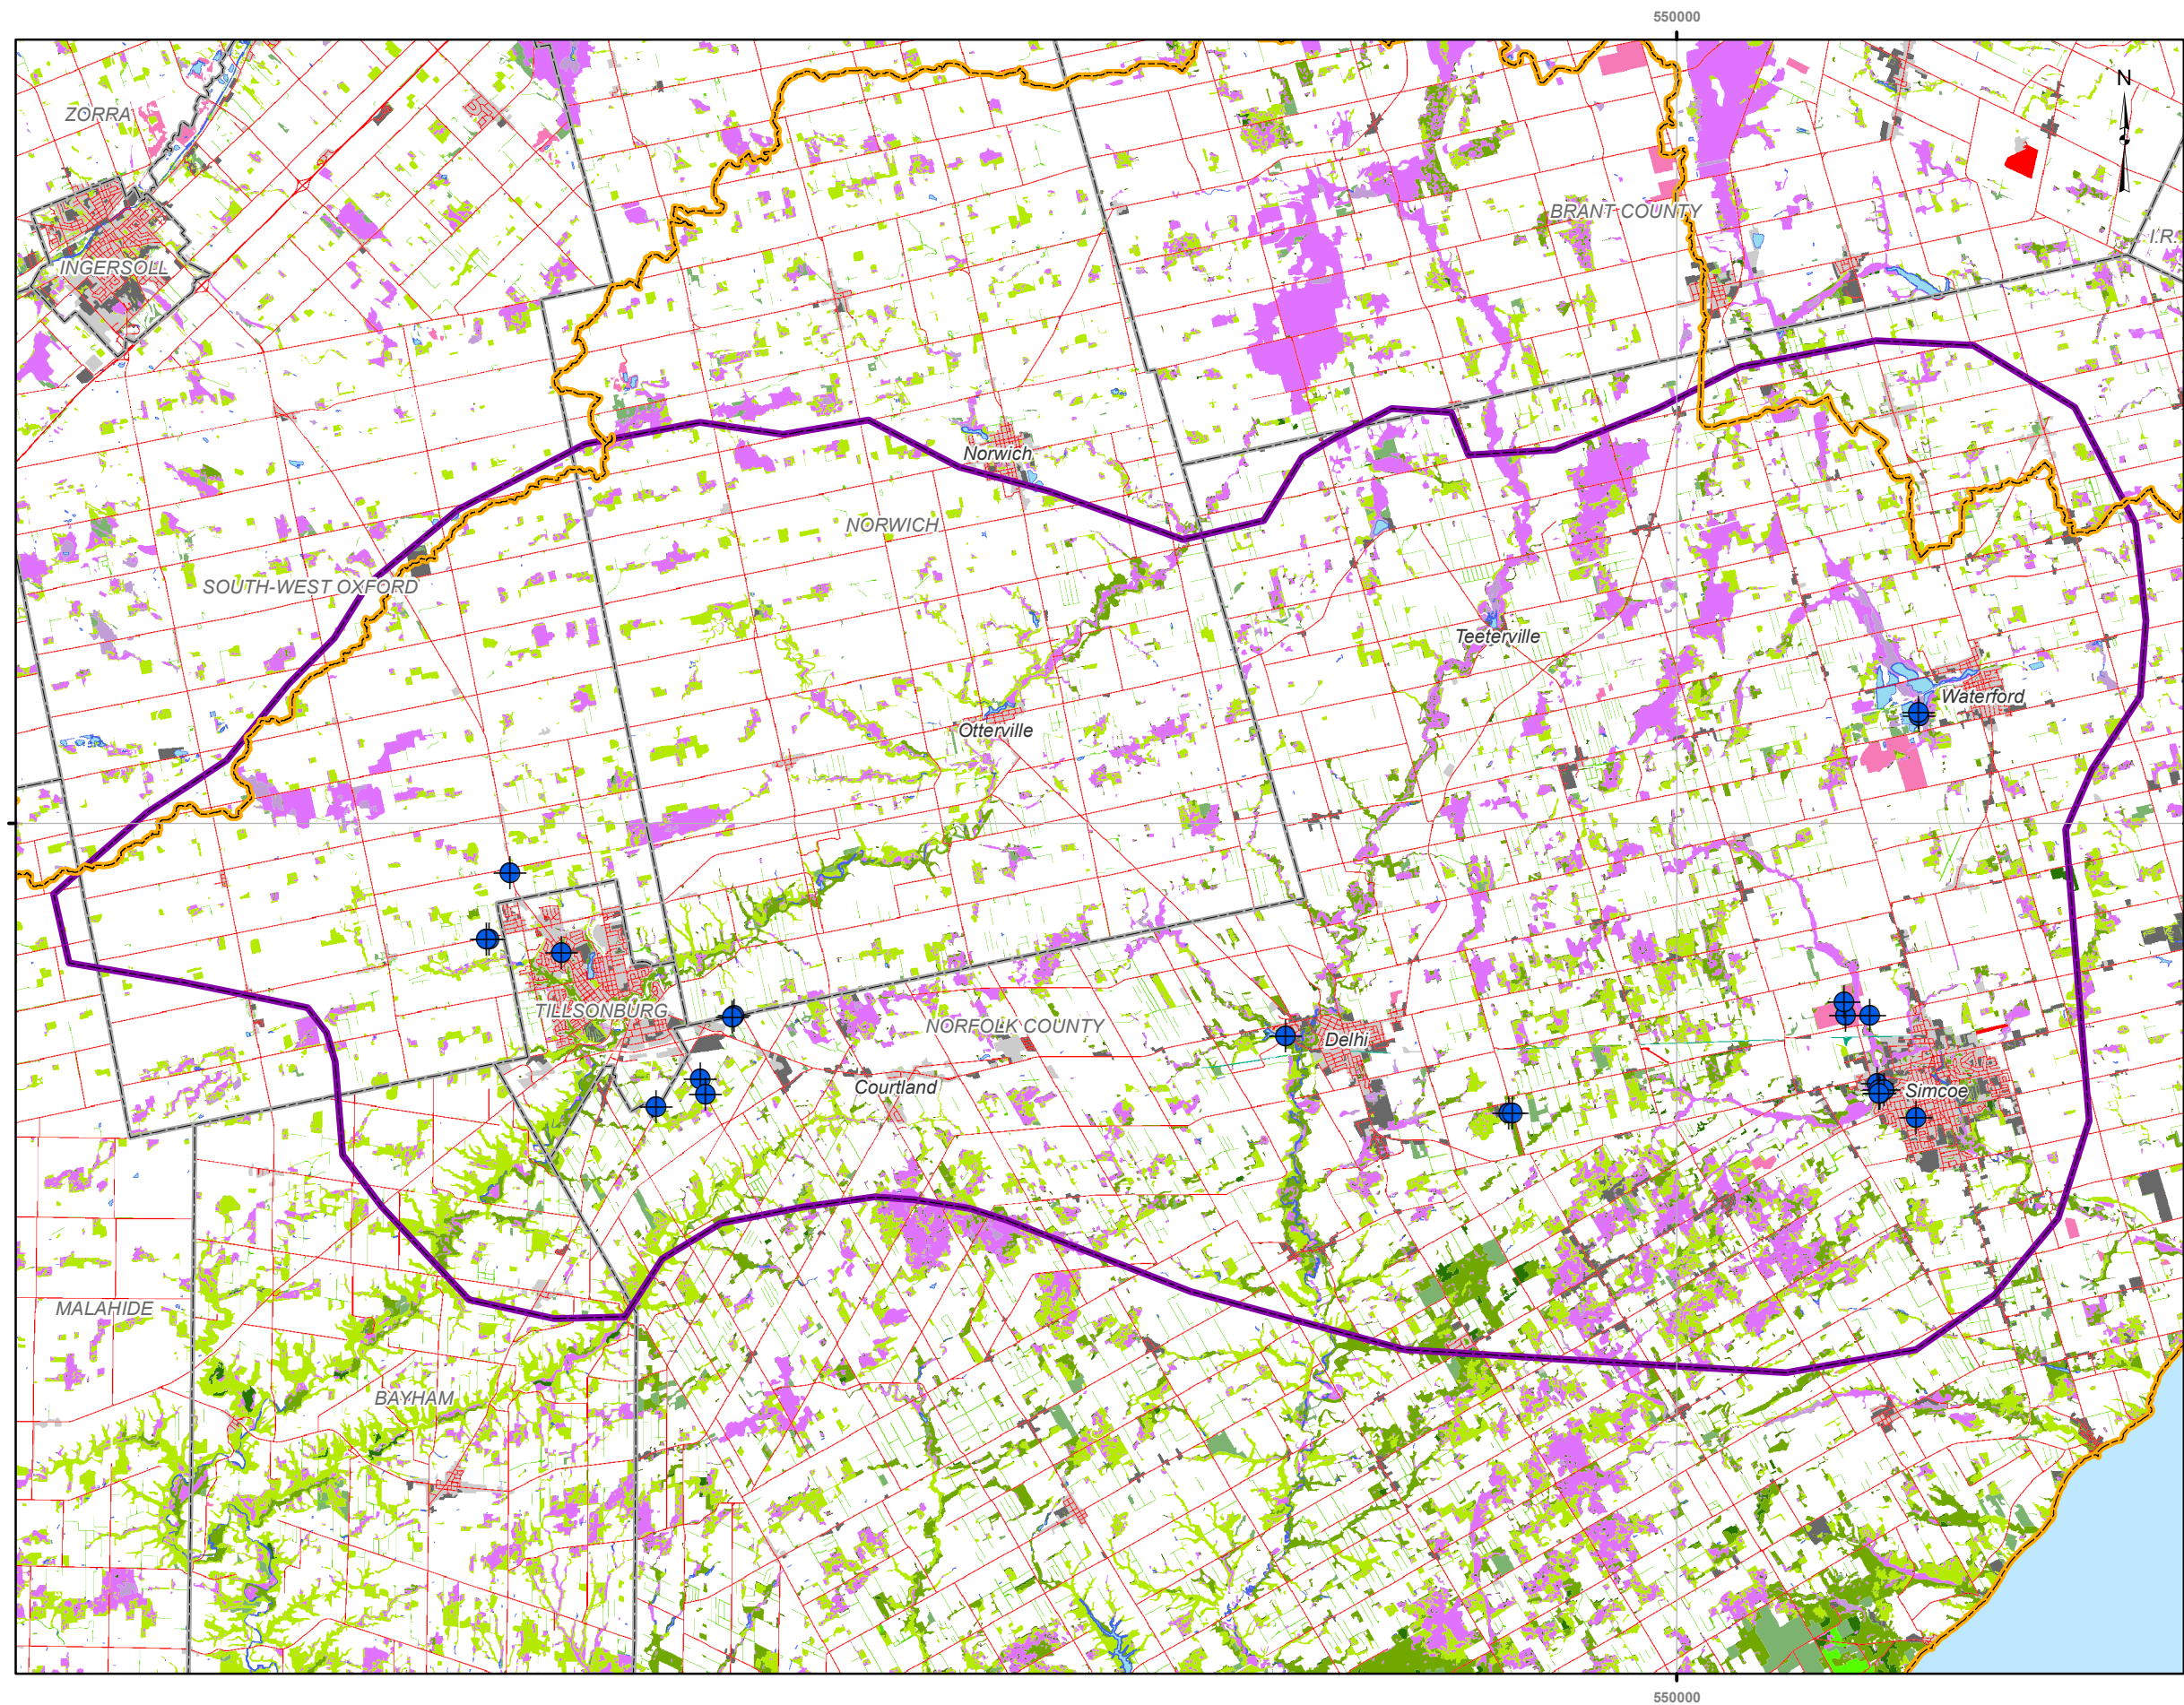 550000
N
ZORRA
BRANT COUNTY
I.R.
INGERSOLL
Norwich
NORWICH
SOUTH-WEST OXFORD
Teeterville
Waterford
Otterville
TILLSONBURG
NORFOLK COUNTY
Delhi
Courtland
Simcoe
MALAHIDE
BAYHAM
550000